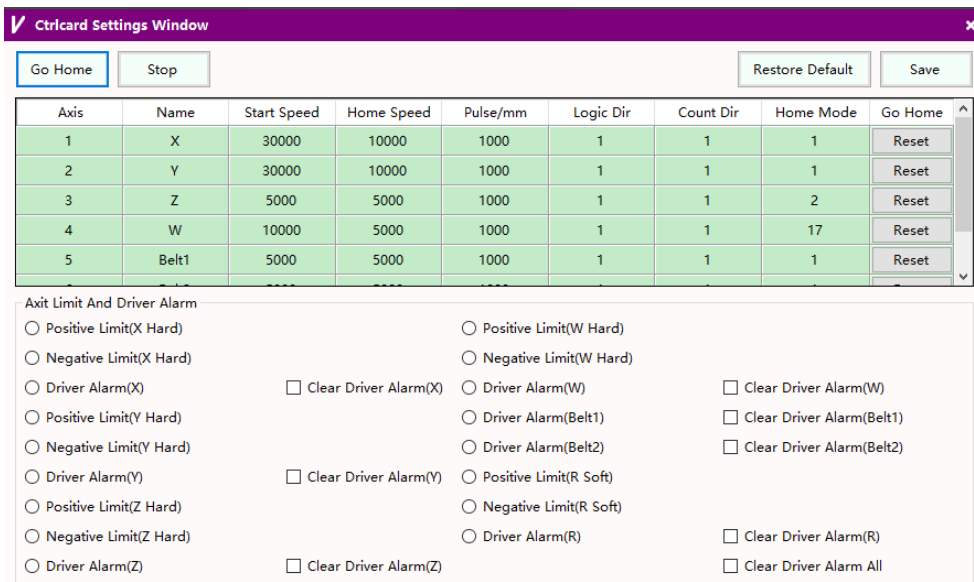 Ctrlcard Settings Window
Go Home Stop Restore Default Save
Axis Name Start Speed Home Speed Pulse/mm Logic Dir Count Dir Home Mode Go Home
1 X 30000 10000 1000 1 1 1 Reset
2 Y 30000 10000 1000 1 1 1 Reset
3 Z 5000 5000 1000 1 1 2 Reset
4 W 10000 5000 1000 1 1 17 Reset
5 Belt1 5000 5000 1000 1 1 1 Reset
Axit Limit And Driver Alarm
Positive Limit(X Hard) Positive Limit(W Hard)
Negative Limit(X Hard) Negative Limit(W Hard)
Driver Alarm(X) Clear Driver Alarm(X) Driver Alarm(W) Clear Driver Alarm(W)
Positive Limit(Y Hard) Driver Alarm(Belt1) Clear Driver Alarm(Belt1)
Negative Limit(Y Hard) Driver Alarm(Belt2) Clear Driver Alarm(Belt2)
Driver Alarm(Y) Clear Driver Alarm(Y) Positive Limit(R Soft)
Positive Limit(Z Hard) Negative Limit(R Soft)
Negative Limit(Z Hard) Driver Alarm(R) Clear Driver Alarm(R)
Driver Alarm(Z) Clear Driver Alarm(Z) Clear Driver Alarm All